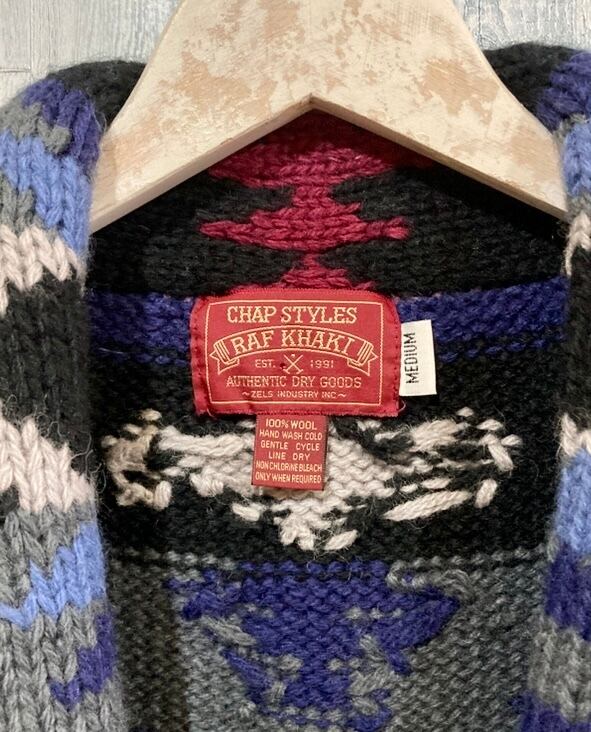 CHAP STYLES
RAF KHAKI
EST. 1991
AUTHENTIC DRY GOODS
~ZELS INDUSTRY INC~
MEDIUM
100% WOOL
HAND WASH COLD
GENTLE CYCLE
LINE DRY
NON CHLORINE BLEACH
ONLY WHEN REQUIRED